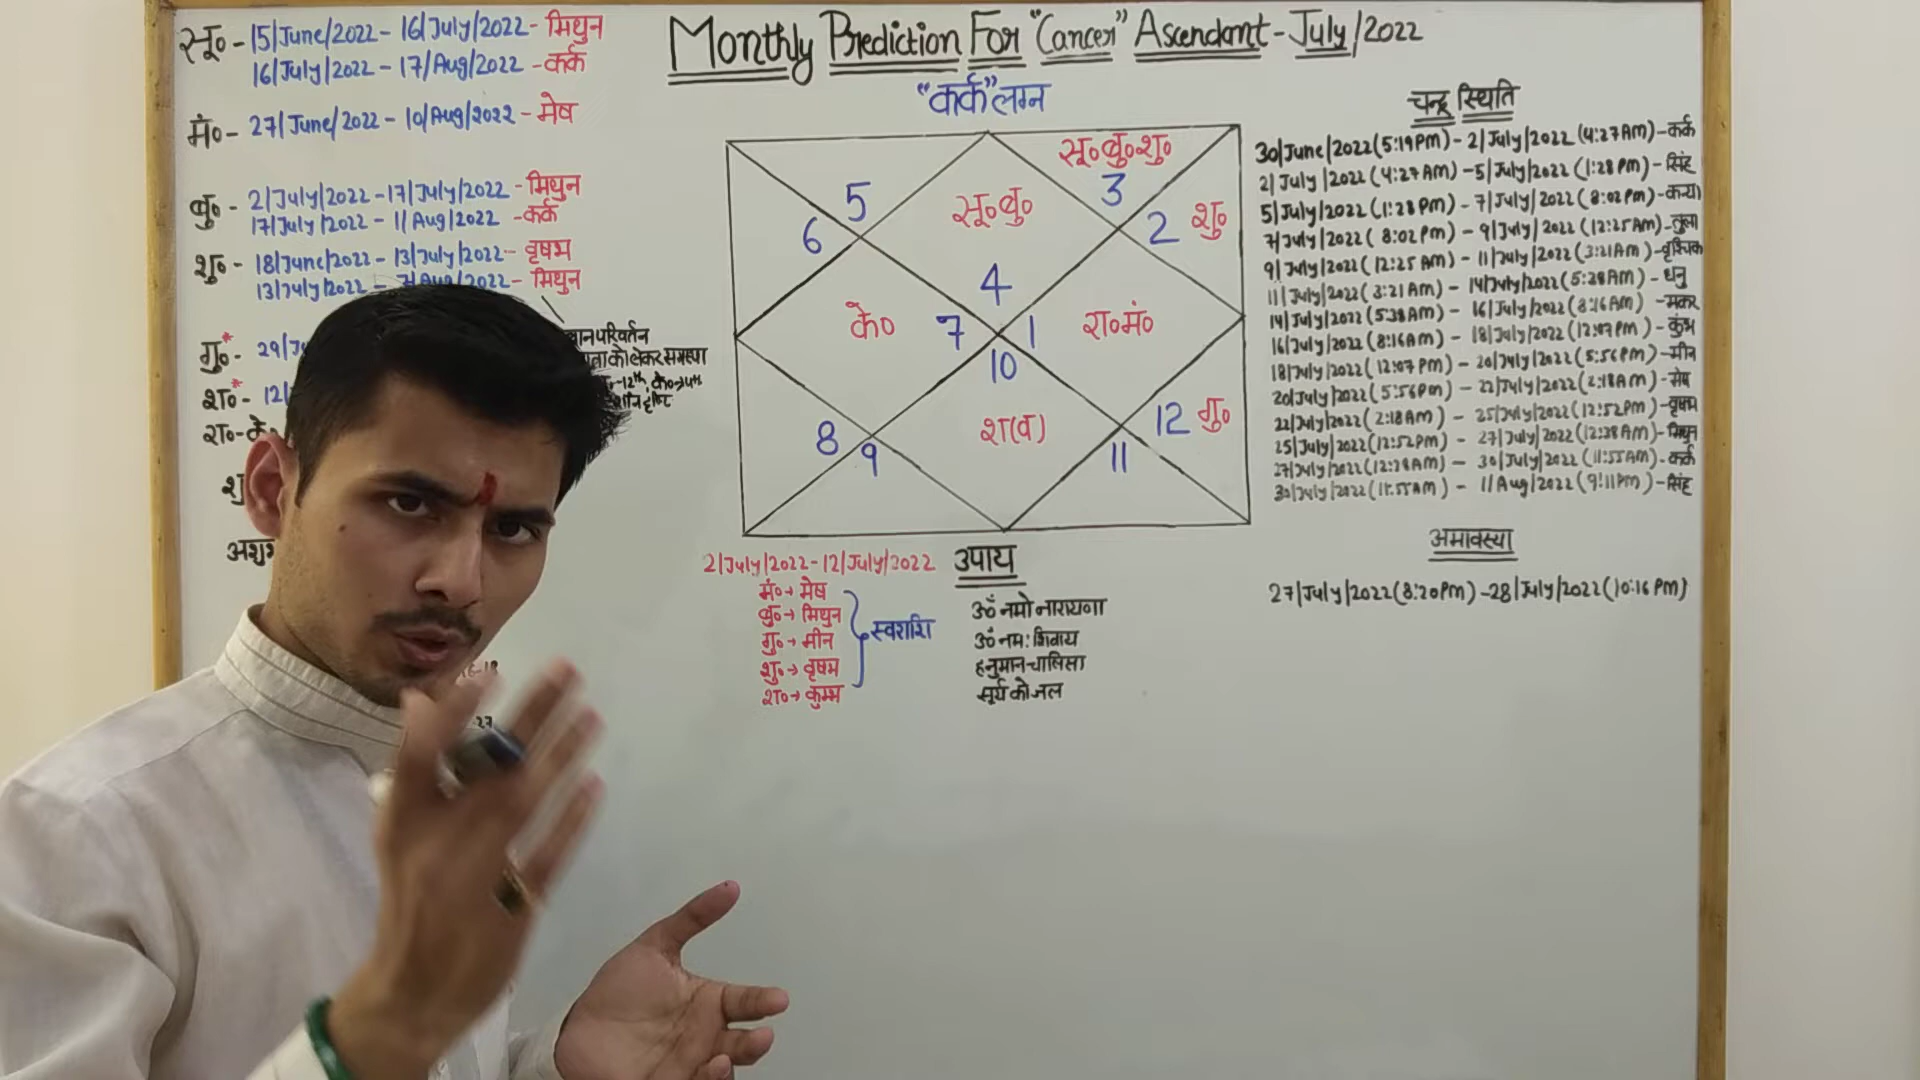 Monthly Prediction For "Cancer" Ascendant - July/2022
"कर्क" लग्न
सू० - 15/June/2022 - 16/July/2022 - मिथुन
16/July/2022 - 17/Aug/2022 - कर्क
मं० - 27/June/2022 - 10/Aug/2022 - मेष
बु० - 2/July/2022 - 17/July/2022 - मिथुन
17/July/2022 - 1/Aug/2022 - कर्क
शु० - 18/June/2022 - 13/July/2022 - वृषभ
13/July/2022 - 7/Aug/2022 - मिथुन
गु०* - 29/
श०* - 12/
श०-के०
अशुभ
सू० बु० शु०
3
5
सू० बु०
2 शु०
6
4
के० 7
1 रा० मं०
10
8
9
श(व)
12 गु०
11
2/July/2022 - 12/July/2022
मं० → मेष
बु० → मिथुन
गु० → मीन
शु० → वृषभ
श० → कुम्भ
स्वराशि
उपाय
ॐ नमो नारायणा
ॐ नमः शिवाय
हनुमान चालिसा
सूर्य को जल
चन्द्र स्थिति
30/June/2022 (5:19PM) - 2/July/2022 (4:27AM) - कर्क
2/July/2022 (4:27AM) - 5/July/2022 (1:28PM) - सिंह
5/July/2022 (1:28PM) - 7/July/2022 (8:02PM) - कन्या
7/July/2022 (8:02PM) - 9/July/2022 (12:25AM) - तुला
9/July/2022 (12:25AM) - 11/July/2022 (3:21AM) - वृश्चिक
11/July/2022 (3:21AM) - 14/July/2022 (5:28AM) - धनु
14/July/2022 (5:38AM) - 16/July/2022 (8:16AM) - मकर
16/July/2022 (8:16AM) - 18/July/2022 (12:07PM) - कुंभ
18/July/2022 (12:07PM) - 20/July/2022 (5:56PM) - मीन
20/July/2022 (5:56PM) - 22/July/2022 (2:18AM) - मेष
22/July/2022 (2:18AM) - 25/July/2022 (12:52PM) - वृषभ
25/July/2022 (12:52PM) - 27/July/2022 (12:28AM) - मिथुन
27/July/2022 (12:28AM) - 30/July/2022 (11:55AM) - कर्क
30/July/2022 (11:55AM) - 1/Aug/2022 (9:11PM) - सिंह
अमावस्या
27/July/2022 (8:20PM) - 28/July/2022 (10:16PM)